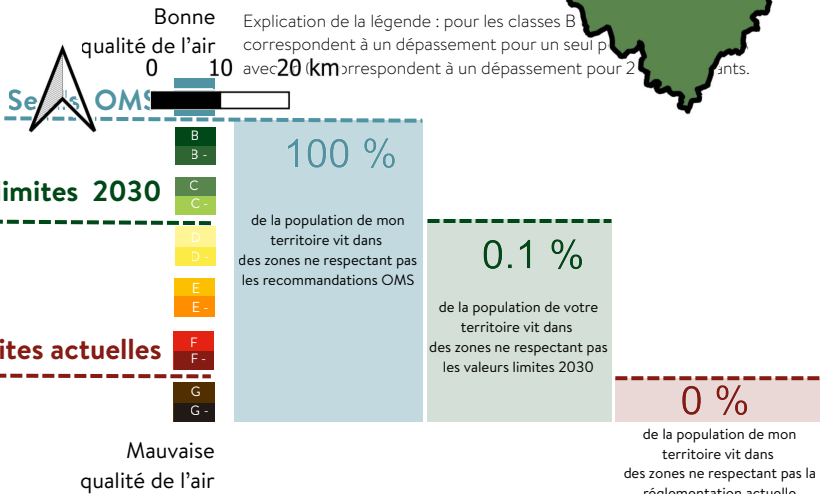 Bonne
qualité de l'air
Explication de la légende : pour les classes B
correspondent à un dépassement pour un seul
avec
correspondent à un dépassement pour 2
0 10 20 km
Seuils OMS
B
B -
limites 2030
C
C -
D
D -
E
E -
actuelles
F
F -
G
G -
Mauvaise
qualité de l'air
100 %
de la population de mon
territoire vit dans
des zones ne respectant pas
les recommandations OMS
0.1 %
de la population de votre
territoire vit dans
des zones ne respectant pas
les valeurs limites 2030
0 %
de la population de mon
territoire vit dans
des zones ne respectant pas la
réglementation actuelle